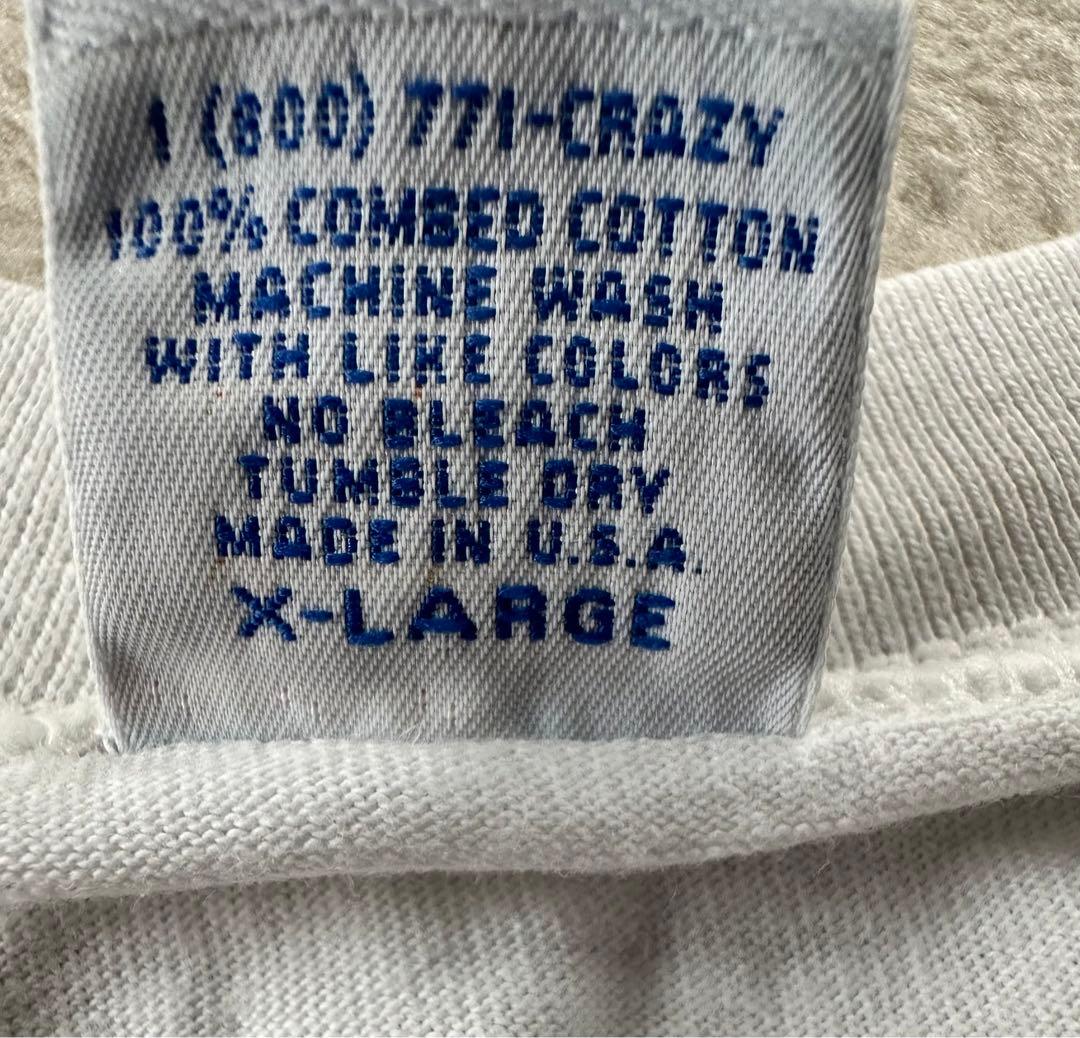 1 (800) 771-CRAZY
100% COMBED COTTON
MACHINE WASH
WITH LIKE COLORS
NO BLEACH
TUMBLE DRY
MADE IN U.S.A.
X-LARGE